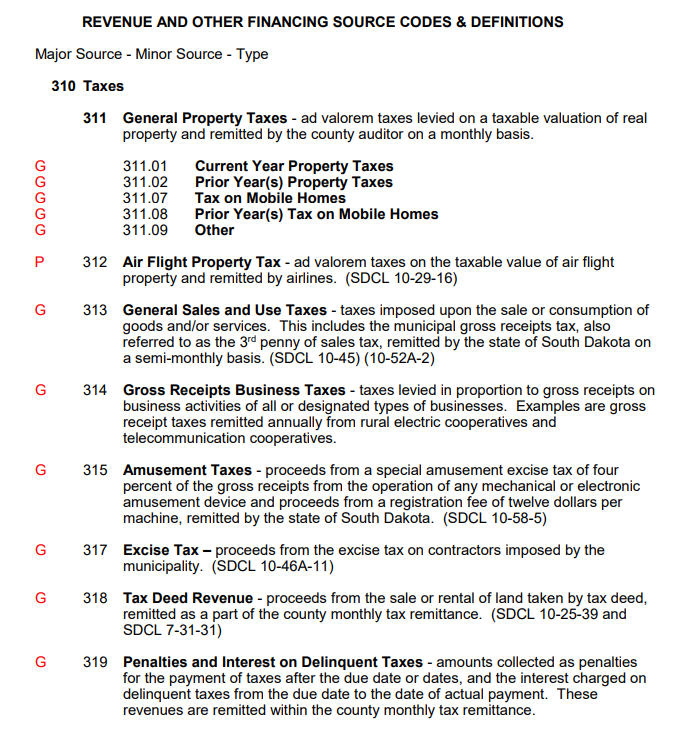 REVENUE AND OTHER FINANCING SOURCE CODES & DEFINITIONS
Major Source - Minor Source - Type
310 Taxes
311 General Property Taxes - ad valorem taxes levied on a taxable valuation of real
property and remitted by the county auditor on a monthly basis.
G 311.01 Current Year Property Taxes
G 311.02 Prior Year(s) Property Taxes
G 311.07 Tax on Mobile Homes
G 311.08 Prior Year(s) Tax on Mobile Homes
G 311.09 Other
P 312 Air Flight Property Tax - ad valorem taxes on the taxable value of air flight
property and remitted by airlines. (SDCL 10-29-16)
G 313 General Sales and Use Taxes - taxes imposed upon the sale or consumption of
goods and/or services. This includes the municipal gross receipts tax, also
referred to as the 3rd penny of sales tax, remitted by the state of South Dakota on
a semi-monthly basis. (SDCL 10-45) (10-52A-2)
G 314 Gross Receipts Business Taxes - taxes levied in proportion to gross receipts on
business activities of all or designated types of businesses. Examples are gross
receipt taxes remitted annually from rural electric cooperatives and
telecommunication cooperatives.
G 315 Amusement Taxes - proceeds from a special amusement excise tax of four
percent of the gross receipts from the operation of any mechanical or electronic
amusement device and proceeds from a registration fee of twelve dollars per
machine, remitted by the state of South Dakota. (SDCL 10-58-5)
G 317 Excise Tax – proceeds from the excise tax on contractors imposed by the
municipality. (SDCL 10-46A-11)
G 318 Tax Deed Revenue - proceeds from the sale or rental of land taken by tax deed,
remitted as a part of the county monthly tax remittance. (SDCL 10-25-39 and
SDCL 7-31-31)
G 319 Penalties and Interest on Delinquent Taxes - amounts collected as penalties
for the payment of taxes after the due date or dates, and the interest charged on
delinquent taxes from the due date to the date of actual payment. These
revenues are remitted within the county monthly tax remittance.